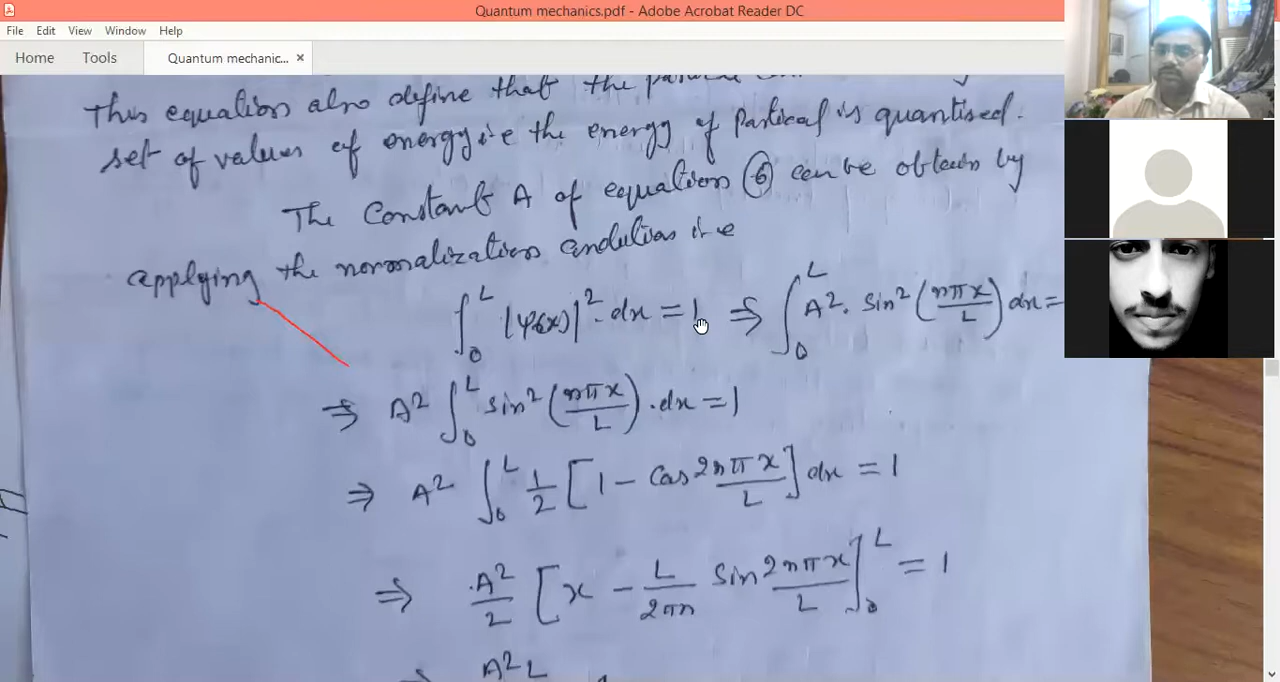 Quantum mechanics.pdf - Adobe Acrobat Reader DC
File Edit View Window Help
Home Tools Quantum mechanic... ×
This equation also define that the
set of values of energy i.e the energy of Partical is quantised.
The Constant A of equation (6) can be obtain by
applying the normalization condition i.e
∫₀ᴸ |ψ(x)|². dx = 1 ⇒ ∫₀ᴸ A². sin² (nπx/L) dx =
⇒ A² ∫₀ᴸ sin² (nπx/L) . dx = 1
⇒ A² ∫₀ᴸ 1/2 [1 - cos 2nπx/L] dx = 1
⇒ A²/2 [x - L/2πn sin 2nπx/L]₀ᴸ = 1
A²L